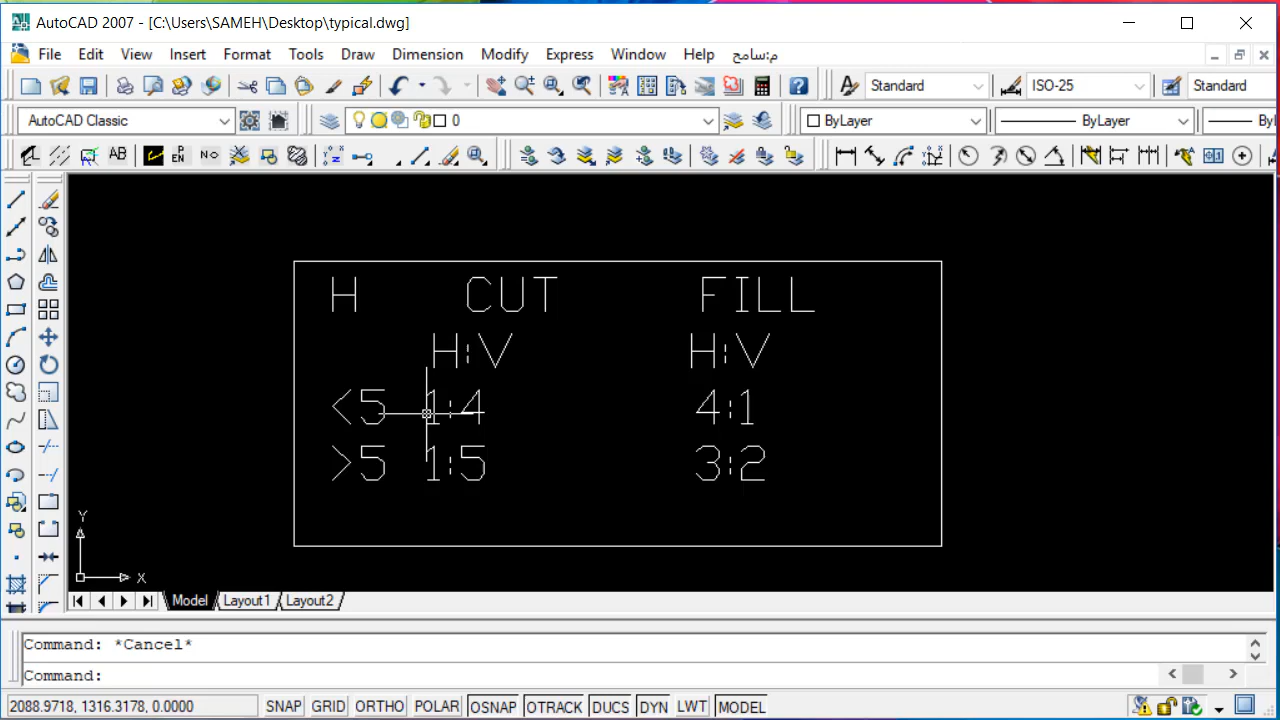 AutoCAD 2007 - [C:\Users\SAMEH\Desktop\typical.dwg]
File Edit View Insert Format Tools Draw Dimension Modify Express Window Help م:سامح
Standard ISO-25 Standard
AutoCAD Classic 0 ByLayer ByLayer ByL
H CUT FILL
H:V H:V
<5 1:4 4:1
>5 1:5 3:2
Y
X
Model Layout1 Layout2
Command: *Cancel*
Command:
2088.9718, 1316.3178, 0.0000 SNAP GRID ORTHO POLAR OSNAP OTRACK DUCS DYN LWT MODEL